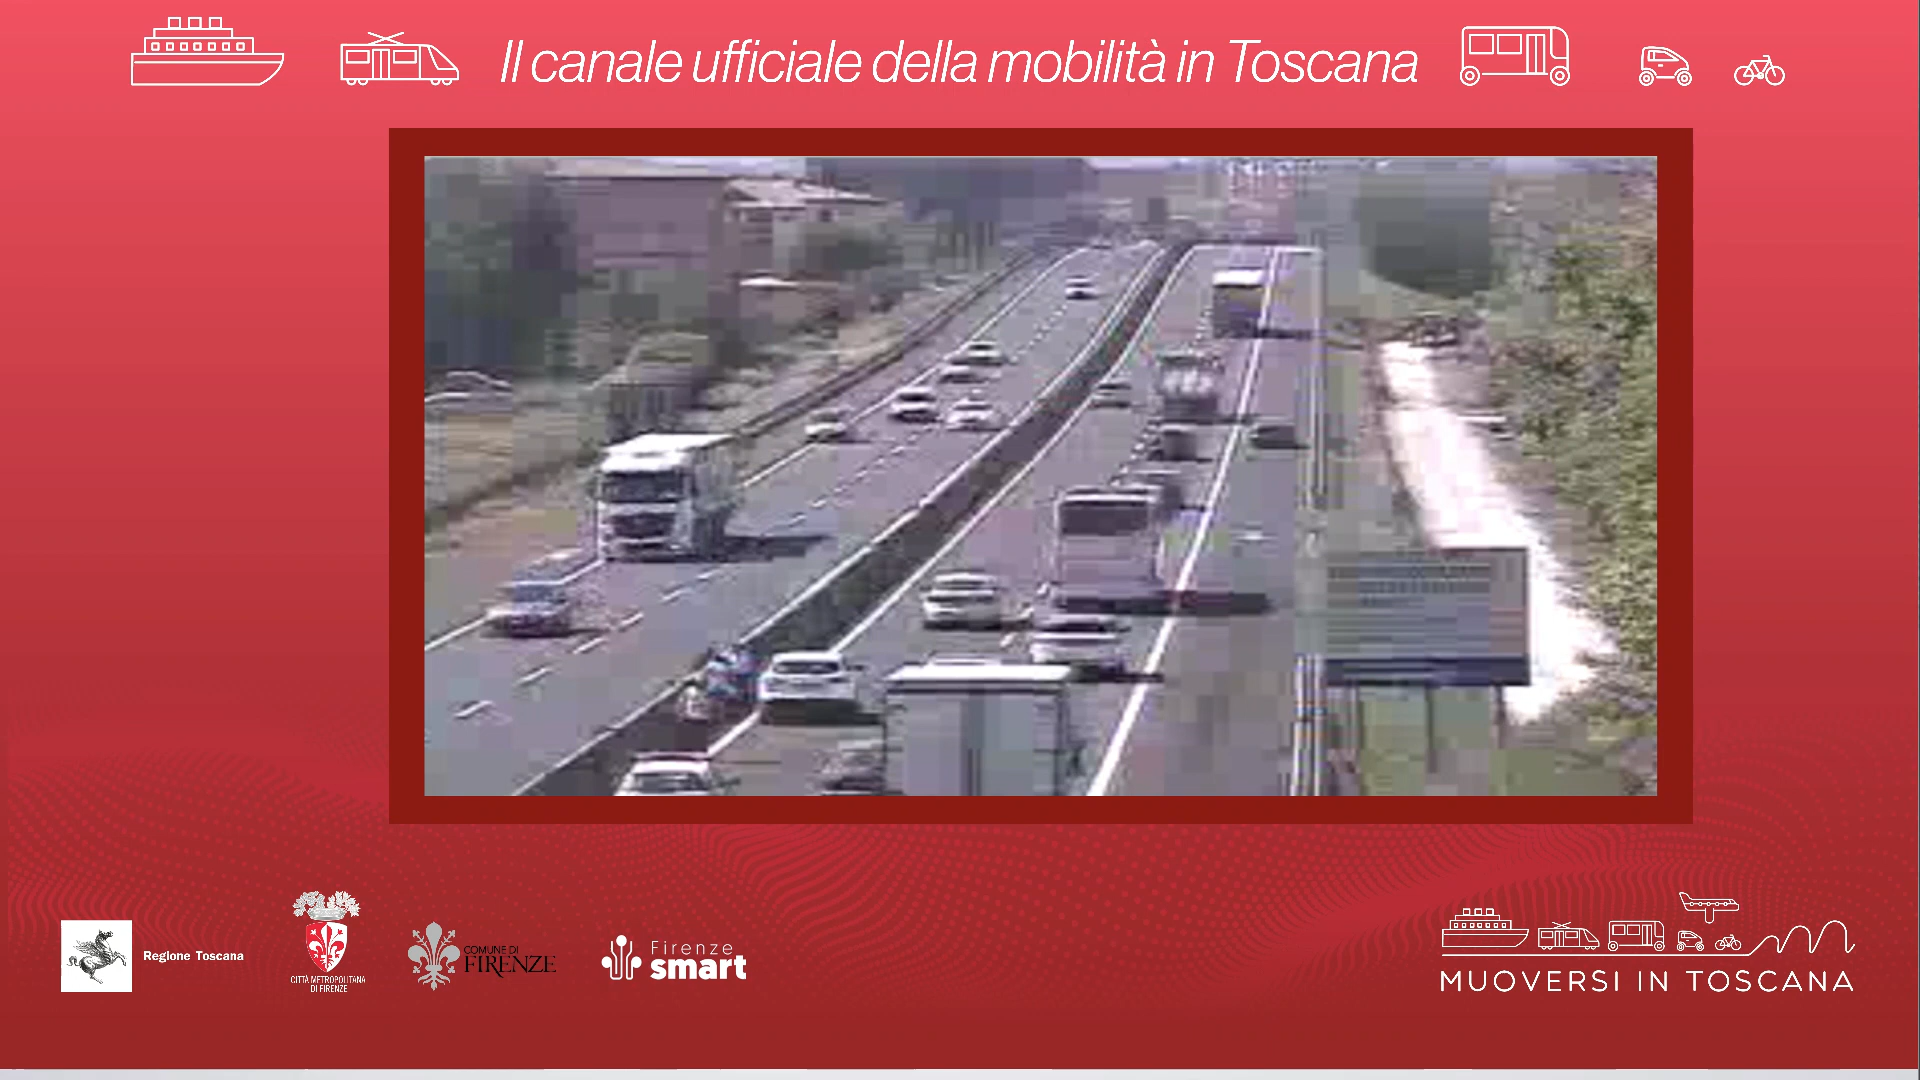 Il canale ufficiale della mobilità in Toscana
Regione Toscana
CITTÀ METROPOLITANA
DI FIRENZE
COMUNE DI
FIRENZE
Firenze
smart
MUOVERSI IN TOSCANA